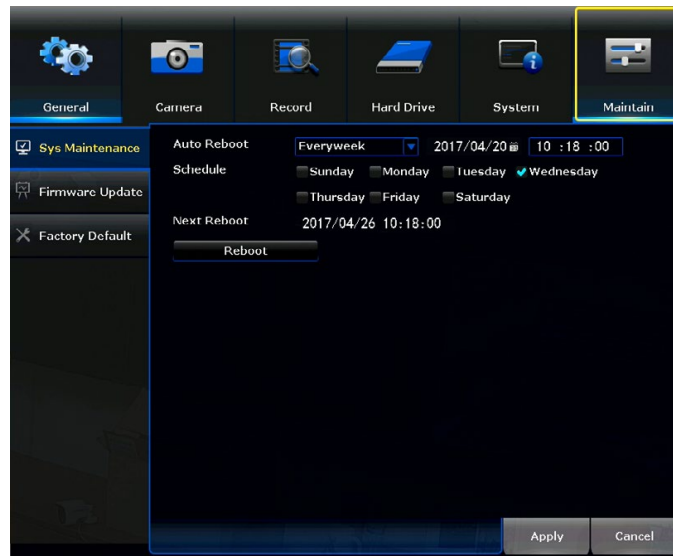 General Camera Record Hard Drive System Maintain
Sys Maintenance
Firmware Update
Factory Default
Auto Reboot Everyweek 2017/04/20 10 :18 :00
Schedule Sunday Monday Tuesday Wednesday
Thursday Friday Saturday
Next Reboot 2017/04/26 10:18:00
Reboot
Apply Cancel